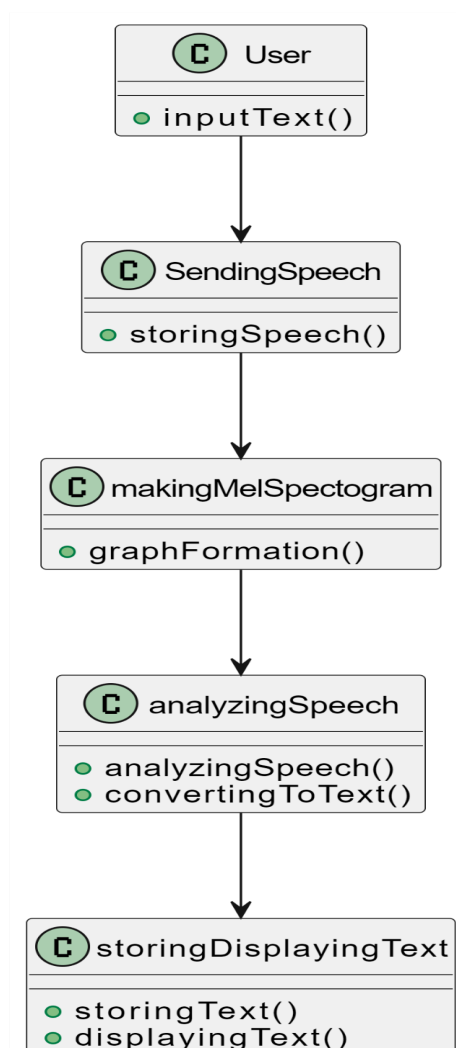 C User
inputText()
C SendingSpeech
storingSpeech()
C makingMelSpectogram
graphFormation()
C analyzingSpeech
analyzingSpeech()
convertingToText()
C storingDisplayingText
storingText()
displayingText()